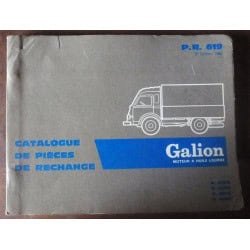 P.R. 619
CATALOGUE
DE PIÈCES
DE RECHANGE
Galion
MOTEUR A HUILE LOURDE